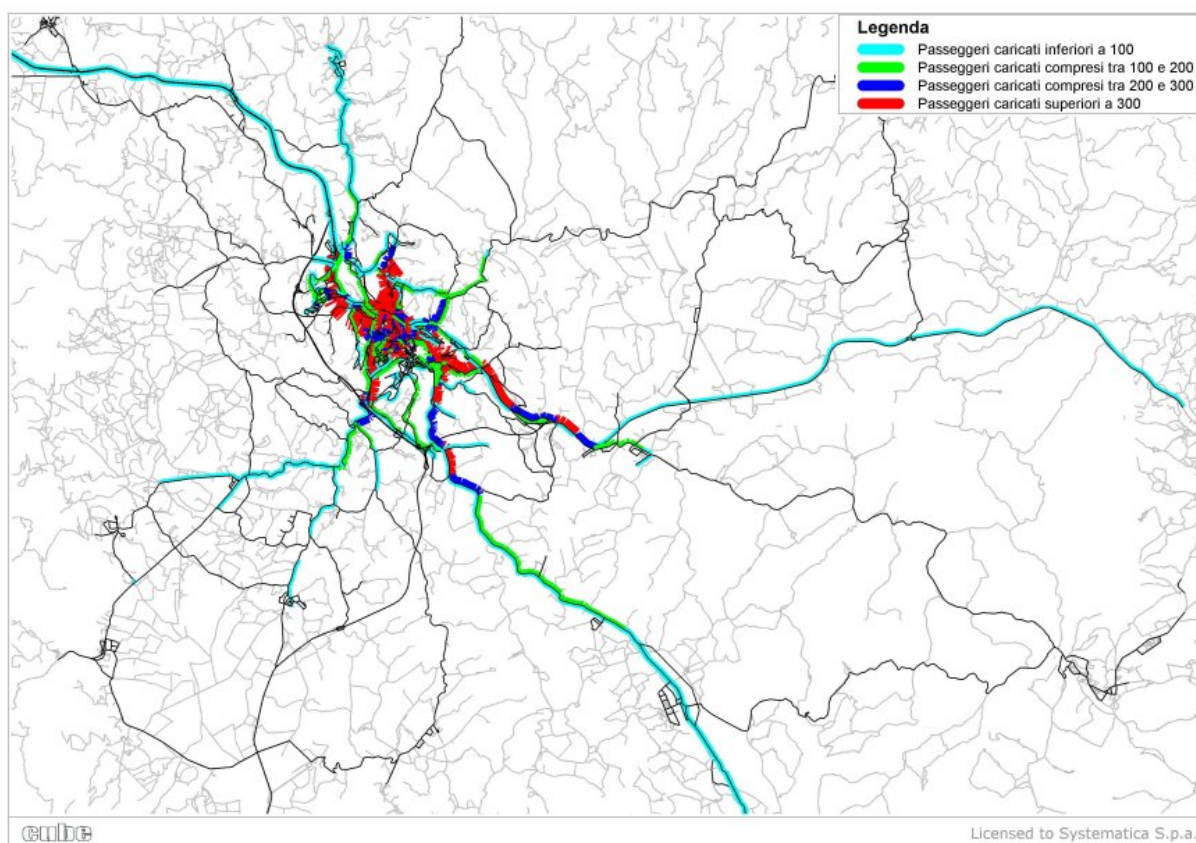 Legenda
Passeggeri caricati inferiori a 100
Passeggeri caricati compresi tra 100 e 200
Passeggeri caricati compresi tra 200 e 300
Passeggeri caricati superiori a 300
cube
Licensed to Systematica S.p.a.